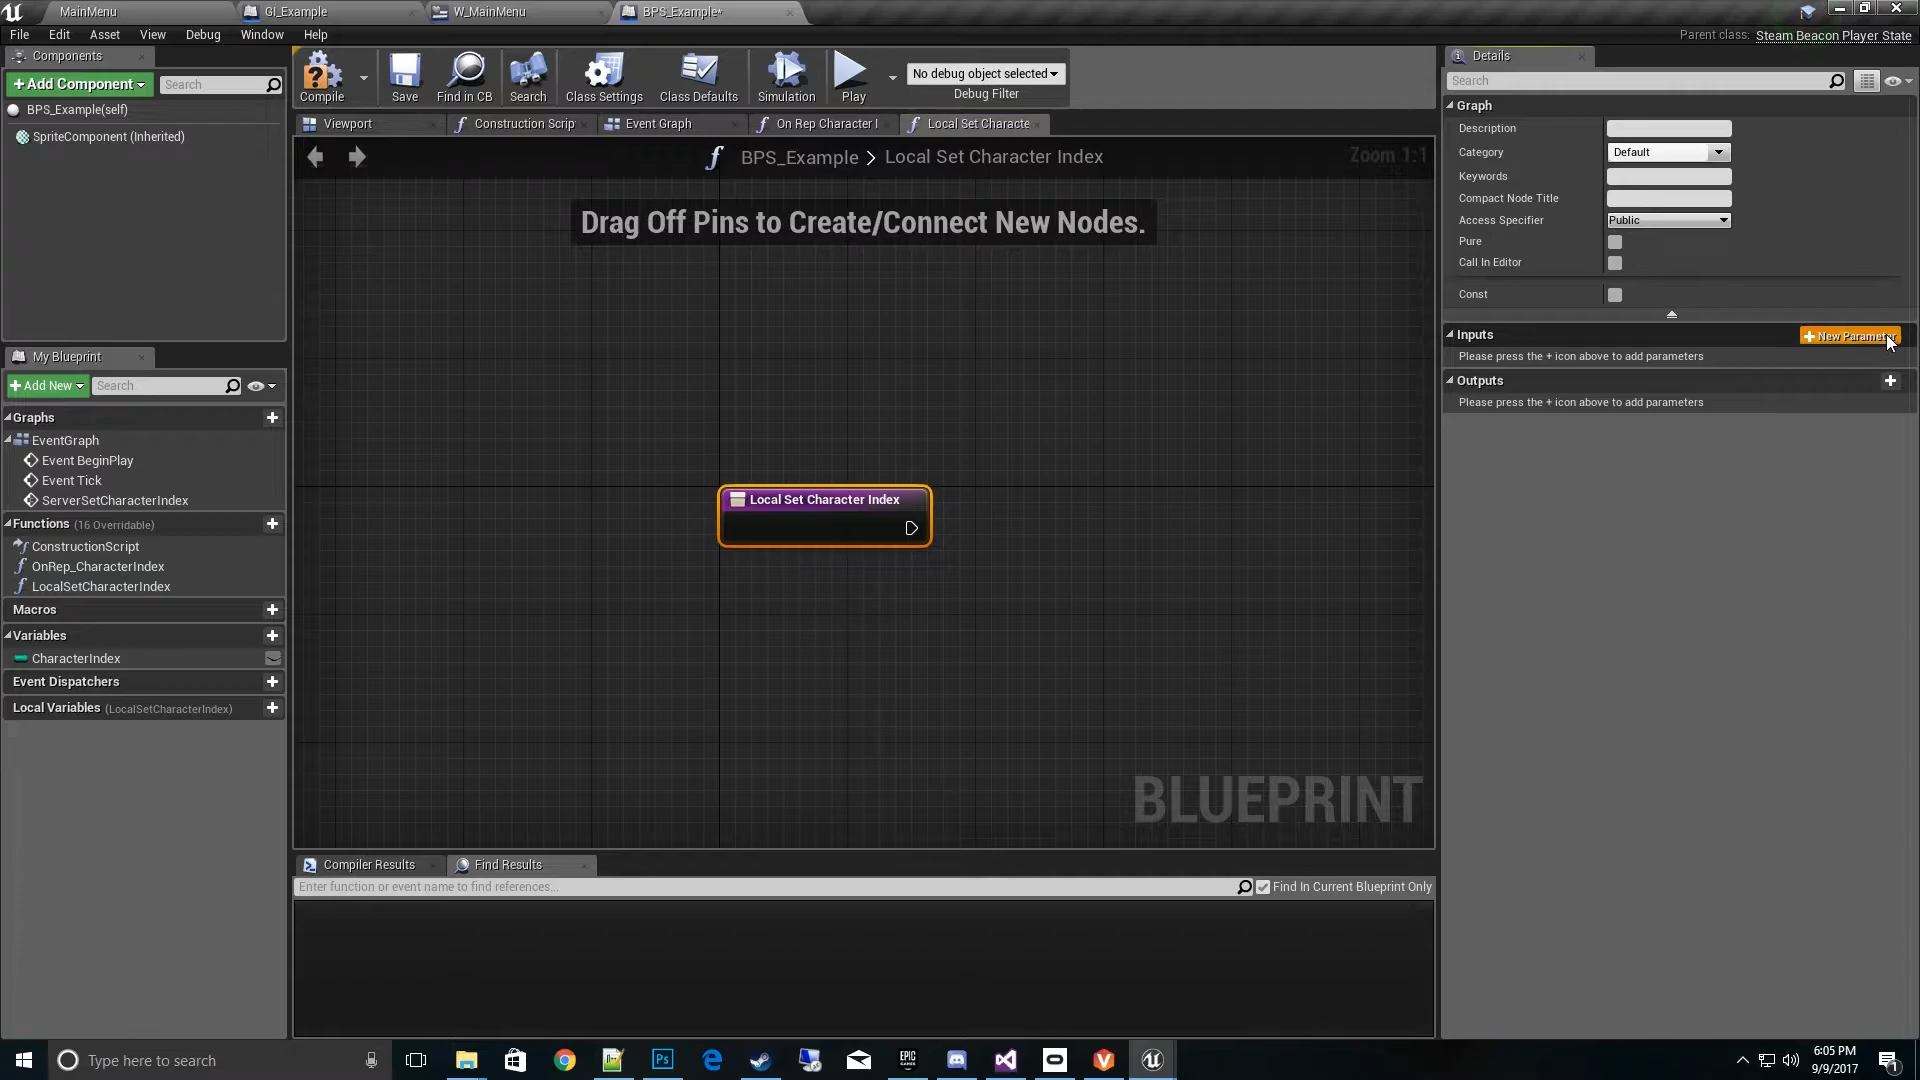 MainMenu
GI_Example
W_MainMenu
BPS_Example*
File
Edit
Asset
View
Debug
Window
Help
Parent class: Steam Beacon Player State
Components
+Add Component
Search
BPS_Example(self)
SpriteComponent (Inherited)
Compile
Save
Find in CB
Search
Class Settings
Class Defaults
Simulation
Play
No debug object selected
Debug Filter
Viewport
Construction Scrip
Event Graph
On Rep Character I
Local Set Characte
BPS_Example > Local Set Character Index
Zoom 1:1
Drag Off Pins to Create/Connect New Nodes.
Local Set Character Index
BLUEPRINT
My Blueprint
+Add New
Search
Graphs
EventGraph
Event BeginPlay
Event Tick
ServerSetCharacterIndex
Functions (16 Overridable)
ConstructionScript
OnRep_CharacterIndex
LocalSetCharacterIndex
Macros
Variables
CharacterIndex
Event Dispatchers
Local Variables (LocalSetCharacterIndex)
Compiler Results
Find Results
Enter function or event name to find references...
Find In Current Blueprint Only
Details
Search
Graph
Description
Category
Default
Keywords
Compact Node Title
Access Specifier
Public
Pure
Call In Editor
Const
Inputs
+ New Parameter
Please press the + icon above to add parameters
Outputs
Please press the + icon above to add parameters
Type here to search
Ps
EPIC
GAMES
6:05 PM
9/9/2017
1